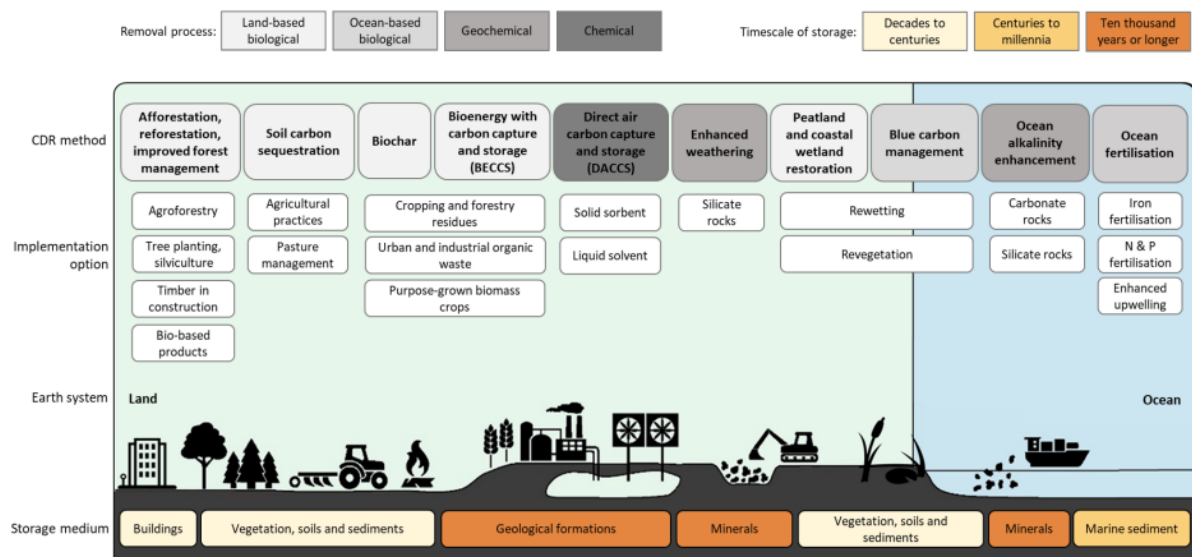 Removal process:
Land-based
biological
Ocean-based
biological
Geochemical
Chemical
Timescale of storage:
Decades to
centuries
Centuries to
millennia
Ten thousand
years or longer
CDR method
Afforestation,
reforestation,
improved forest
management
Soil carbon
sequestration
Biochar
Bioenergy with
carbon capture
and storage
(BECCS)
Direct air
carbon capture
and storage
(DACCS)
Enhanced
weathering
Peatland
and coastal
wetland
restoration
Blue carbon
management
Ocean
alkalinity
enhancement
Ocean
fertilisation
Implementation
option
Agroforestry
Tree planting,
silviculture
Timber in
construction
Bio-based
products
Agricultural
practices
Pasture
management
Cropping and forestry
residues
Urban and industrial organic
waste
Purpose-grown biomass
crops
Solid sorbent
Liquid solvent
Silicate
rocks
Rewetting
Revegetation
Carbonate
rocks
Silicate rocks
Iron
fertilisation
N & P
fertilisation
Enhanced
upwelling
Earth system
Land
Ocean
Storage medium
Buildings
Vegetation, soils and sediments
Geological formations
Minerals
Vegetation, soils and
sediments
Minerals
Marine sediment